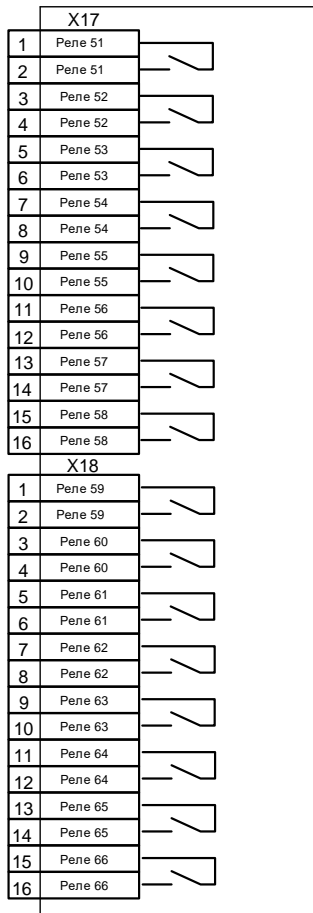 X17
1 Реле 51
2 Реле 51
3 Реле 52
4 Реле 52
5 Реле 53
6 Реле 53
7 Реле 54
8 Реле 54
9 Реле 55
10 Реле 55
11 Реле 56
12 Реле 56
13 Реле 57
14 Реле 57
15 Реле 58
16 Реле 58
X18
1 Реле 59
2 Реле 59
3 Реле 60
4 Реле 60
5 Реле 61
6 Реле 61
7 Реле 62
8 Реле 62
9 Реле 63
10 Реле 63
11 Реле 64
12 Реле 64
13 Реле 65
14 Реле 65
15 Реле 66
16 Реле 66